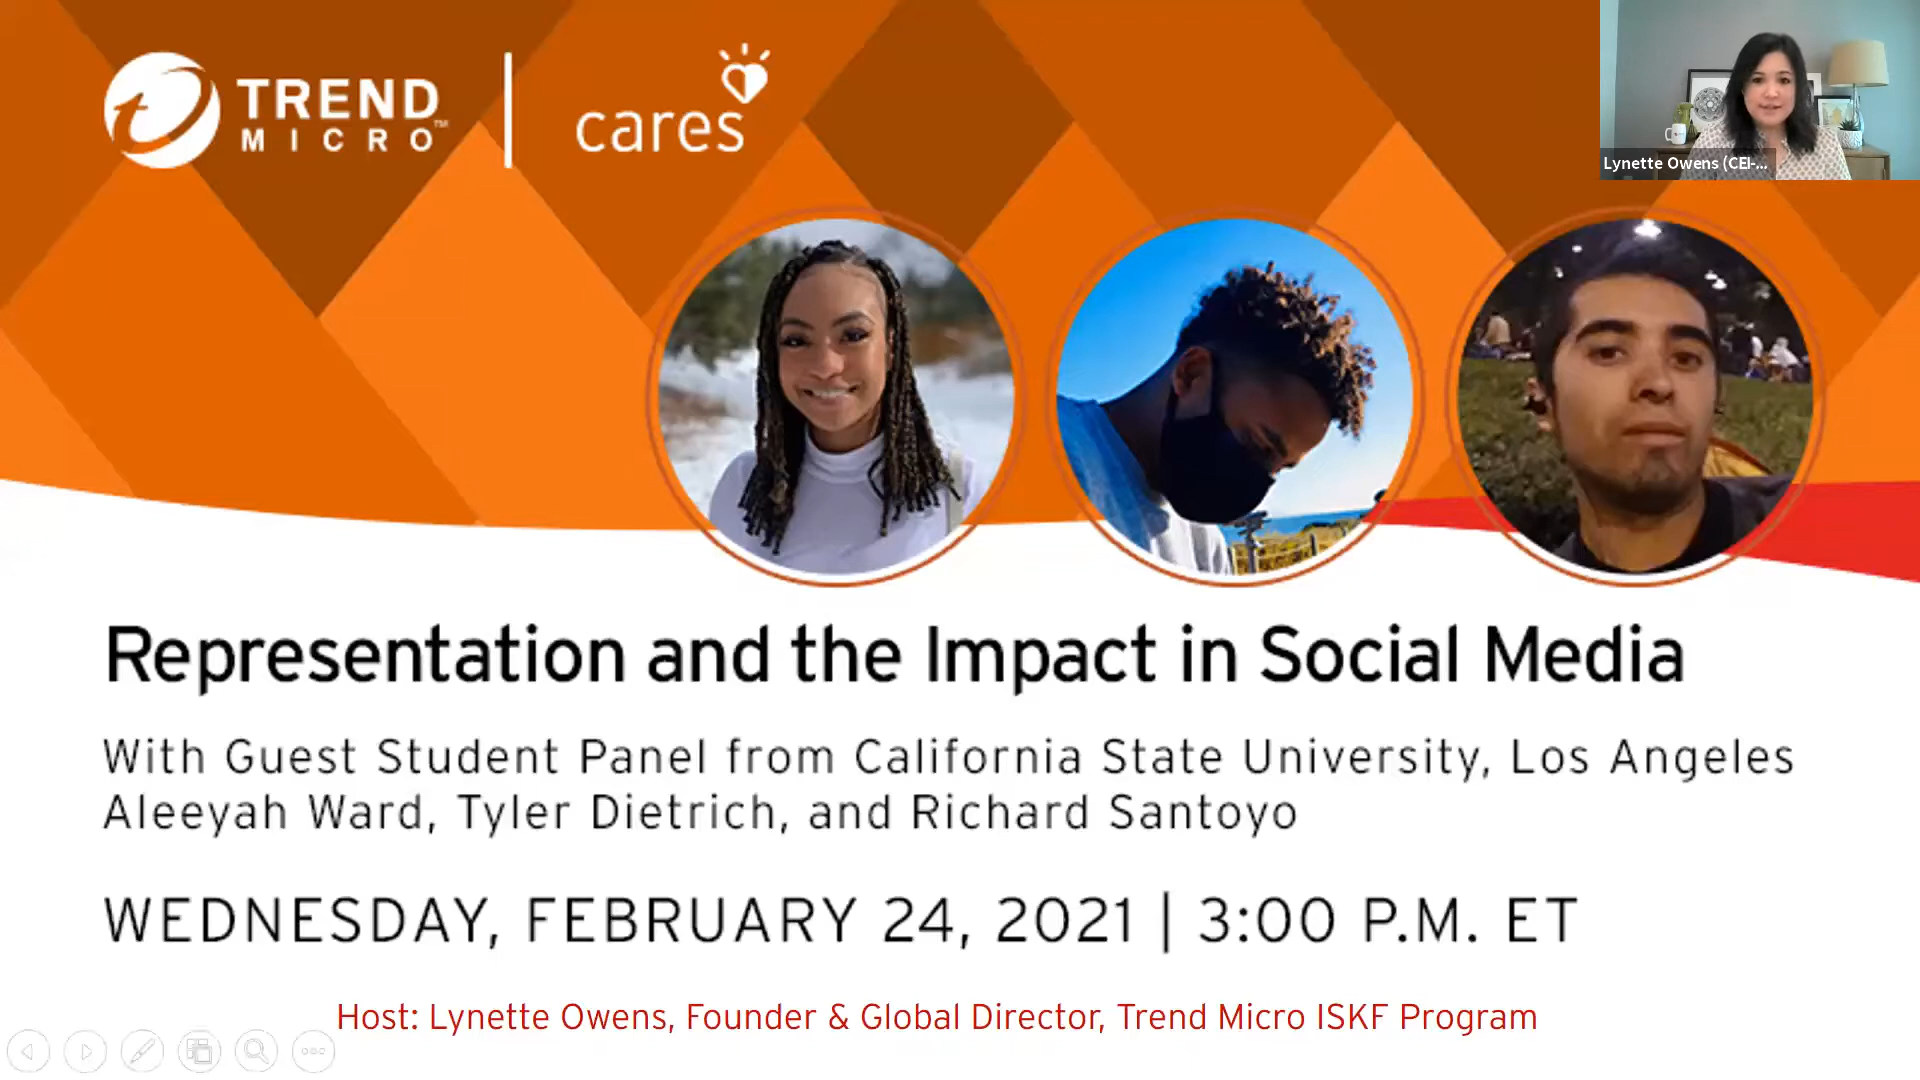 TREND
MICRO™
cares
Lynette Owens (CEI-...
Representation and the Impact in Social Media
With Guest Student Panel from California State University, Los Angeles
Aleeyah Ward, Tyler Dietrich, and Richard Santoyo
WEDNESDAY, FEBRUARY 24, 2021 | 3:00 P.M. ET
Host: Lynette Owens, Founder & Global Director, Trend Micro ISKF Program